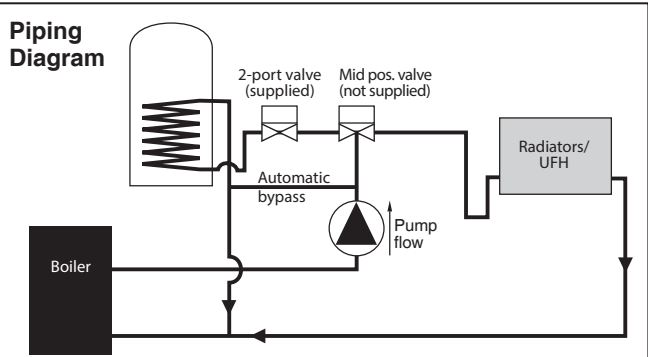 Piping
Diagram
2-port valve
(supplied)
Mid pos. valve
(not supplied)
Radiators/
UFH
Automatic
bypass
Pump
flow
Boiler